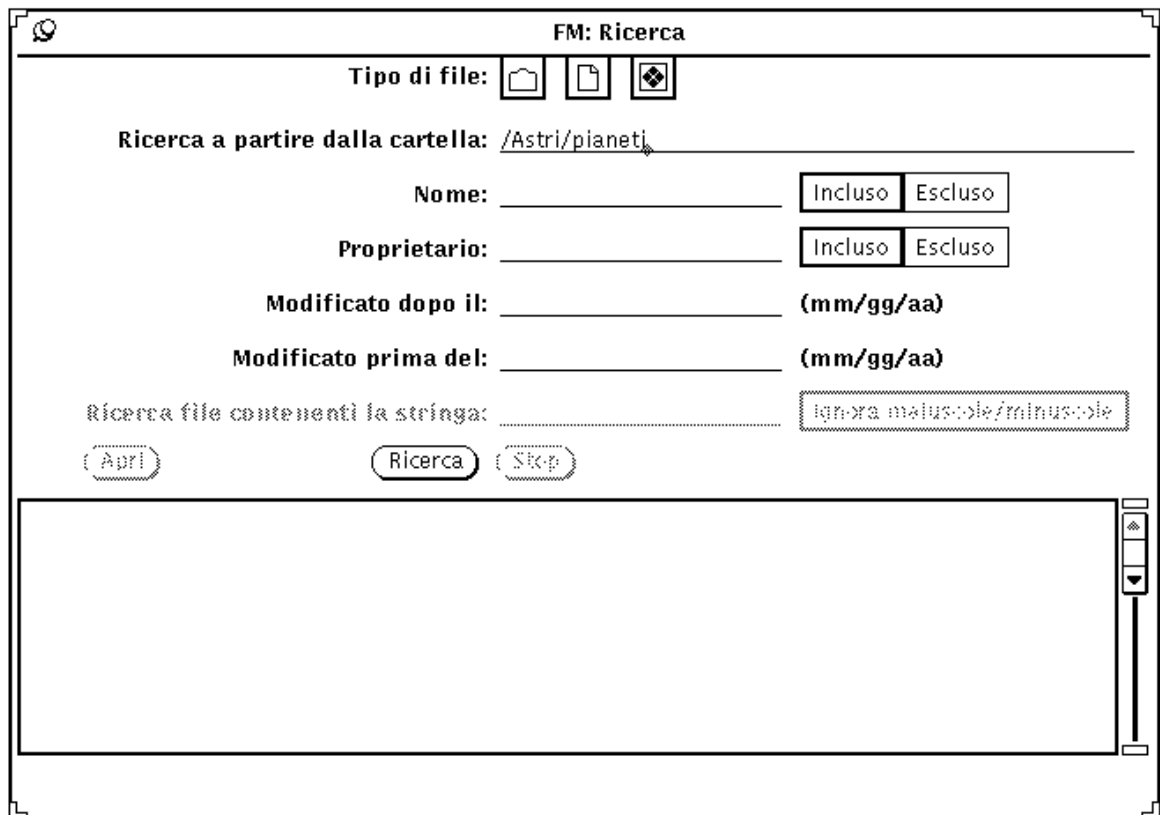 FM: Ricerca
Tipo di file:
Ricerca a partire dalla cartella: /Astri/pianeti
Nome: Incluso Escluso
Proprietario: Incluso Escluso
Modificato dopo il: (mm/gg/aa)
Modificato prima del: (mm/gg/aa)
Ricerca file contenenti la stringa: Ignora maiuscole/minuscole
Apri Ricerca Stop